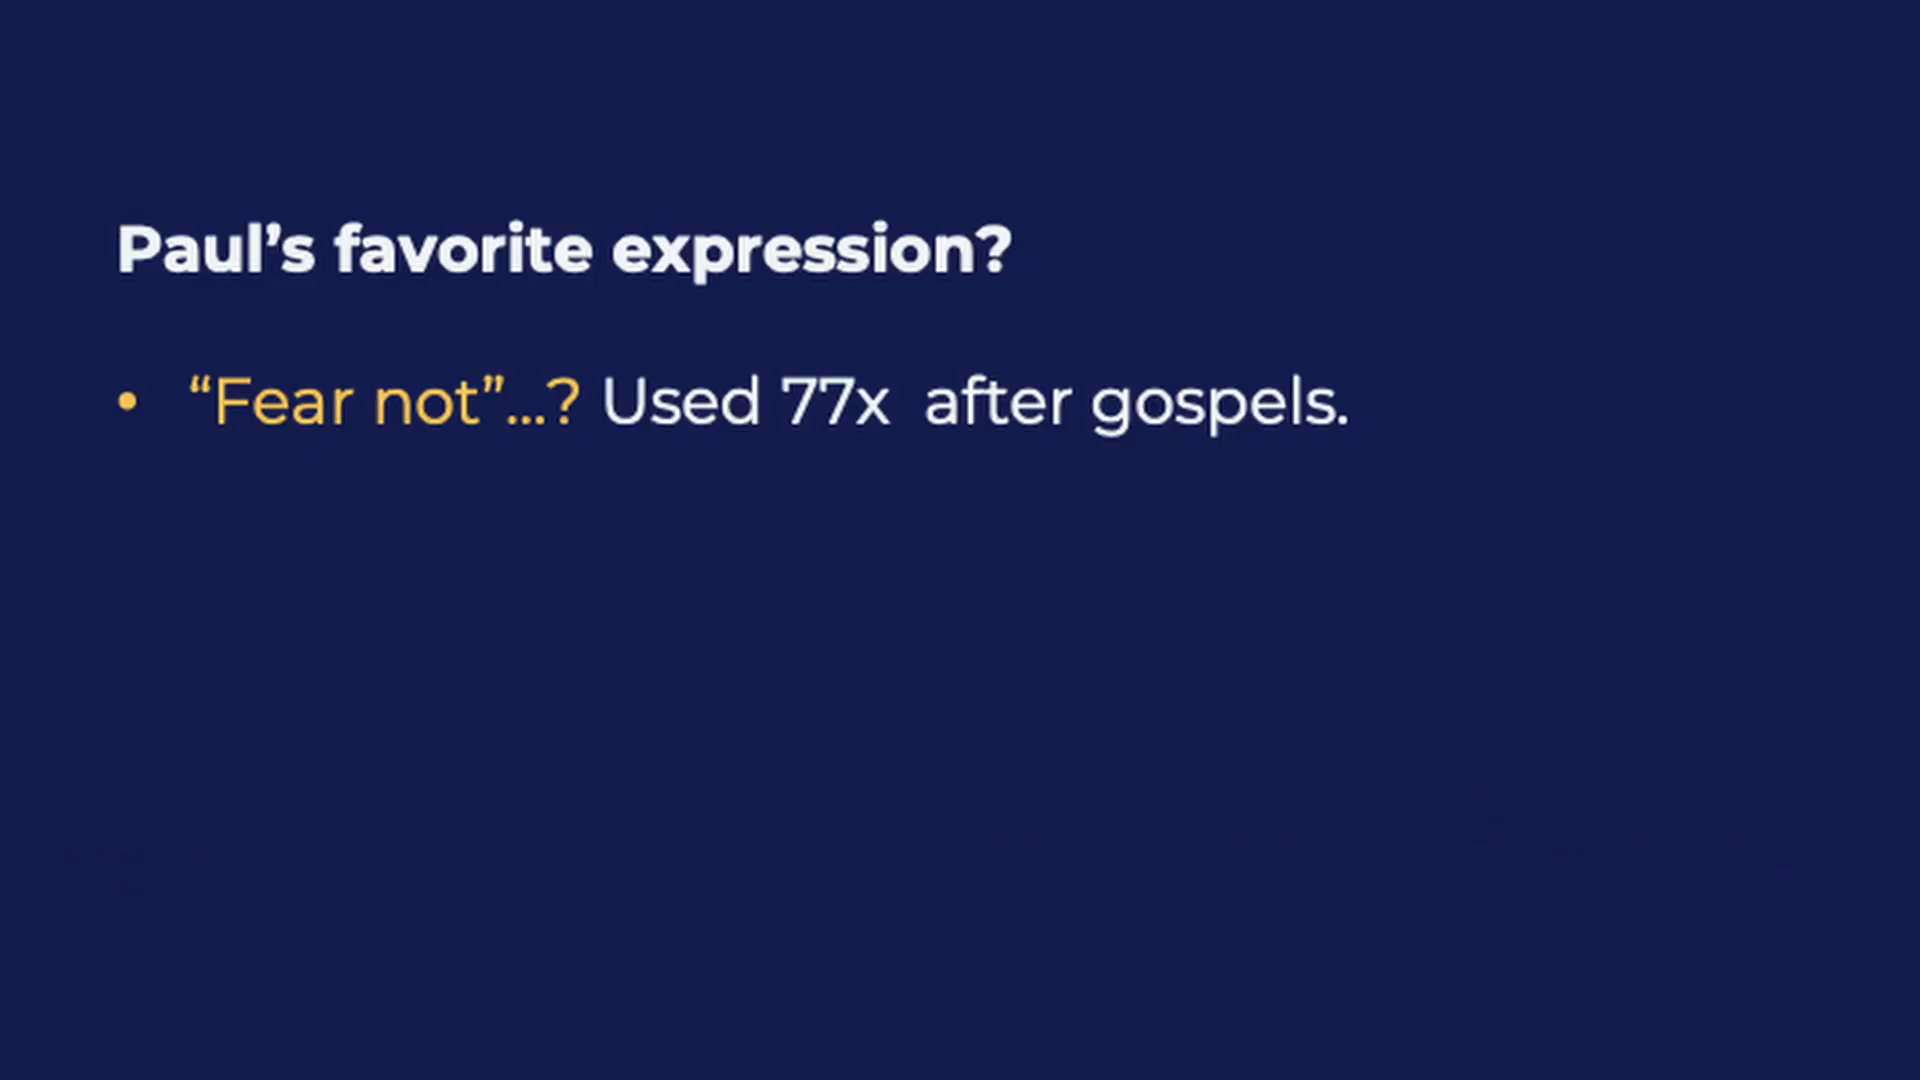 Paul’s favorite expression?
• “Fear not”...? Used 77x  after gospels.